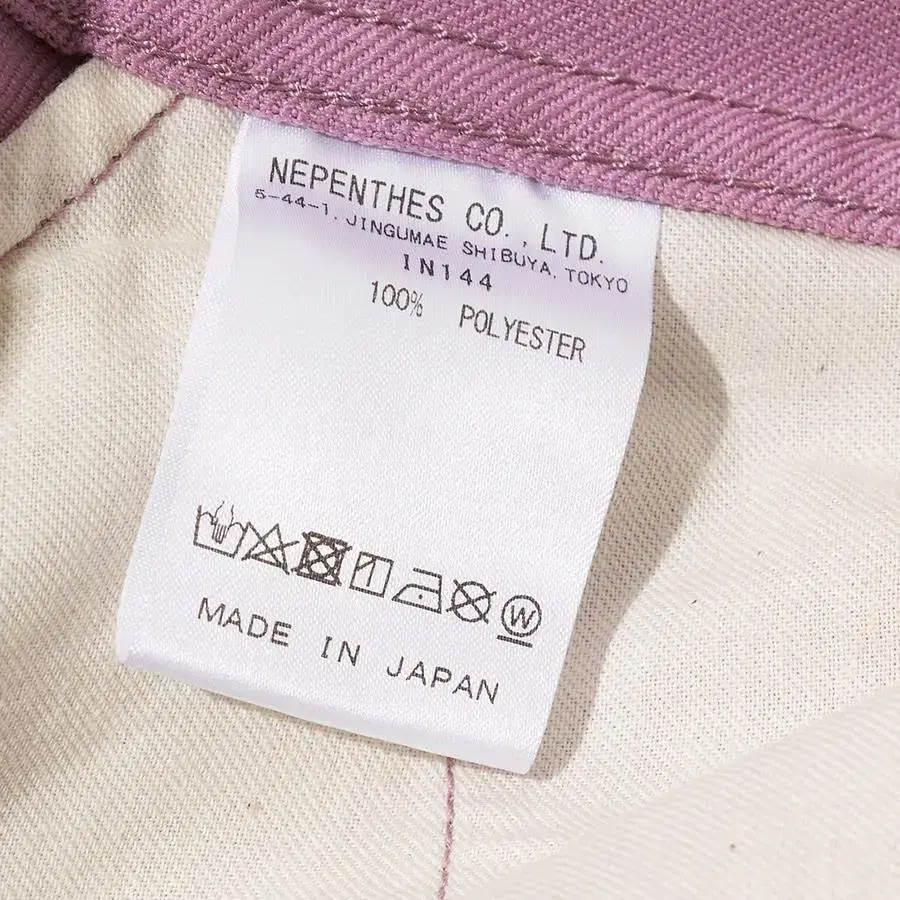 NEPENTHES CO., LTD.
5-44-1, JINGUMAE SHIBUYA, TOKYO
IN144
100% POLYESTER
W
MADE IN JAPAN